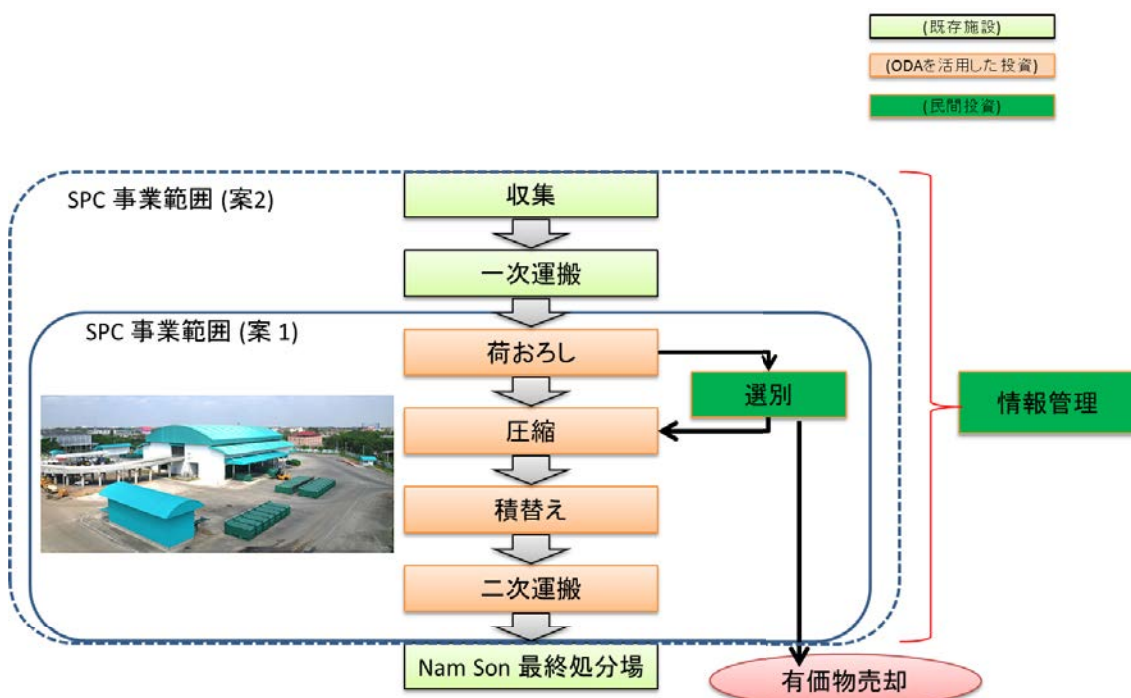 (既存施設)
(ODAを活用した投資)
(民間投資)
SPC 事業範囲 (案2)
収集
一次運搬
SPC 事業範囲 (案 1)
荷おろし
選別
圧縮
情報管理
積替え
二次運搬
Nam Son 最終処分場
有価物売却